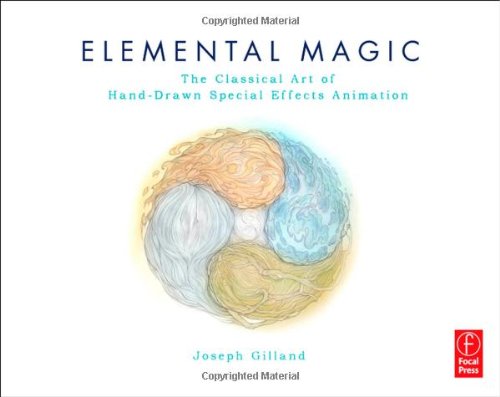 Copyrighted Material
ELEMENTAL MAGIC
The Classical Art of
Hand-Drawn Special Effects Animation
Joseph Gilland
Copyrighted Material
f
Focal
Press